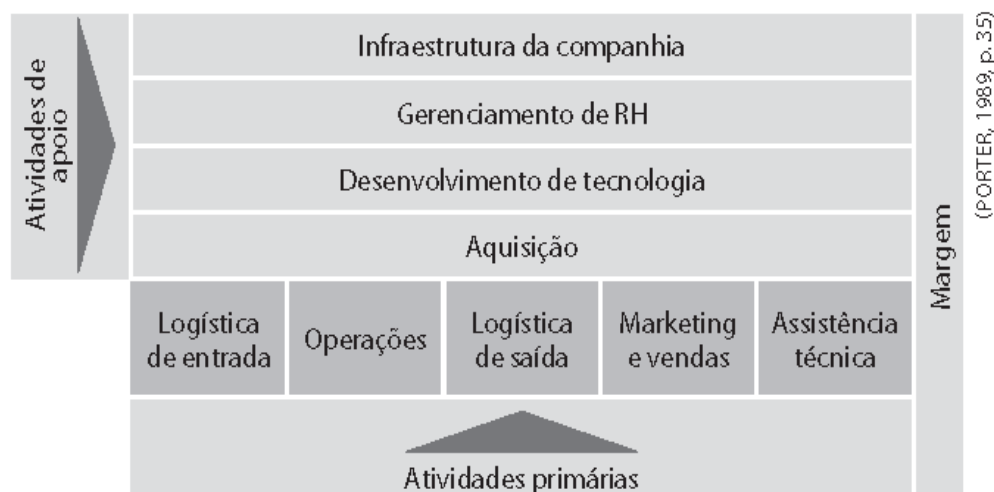 Atividades de
apoio
Infraestrutura da companhia
Gerenciamento de RH
Desenvolvimento de tecnologia
Aquisição
Logística
de entrada
Operações
Logística
de saída
Marketing
e vendas
Assistência
técnica
Atividades primárias
Margem
(PORTER, 1989, p. 35)